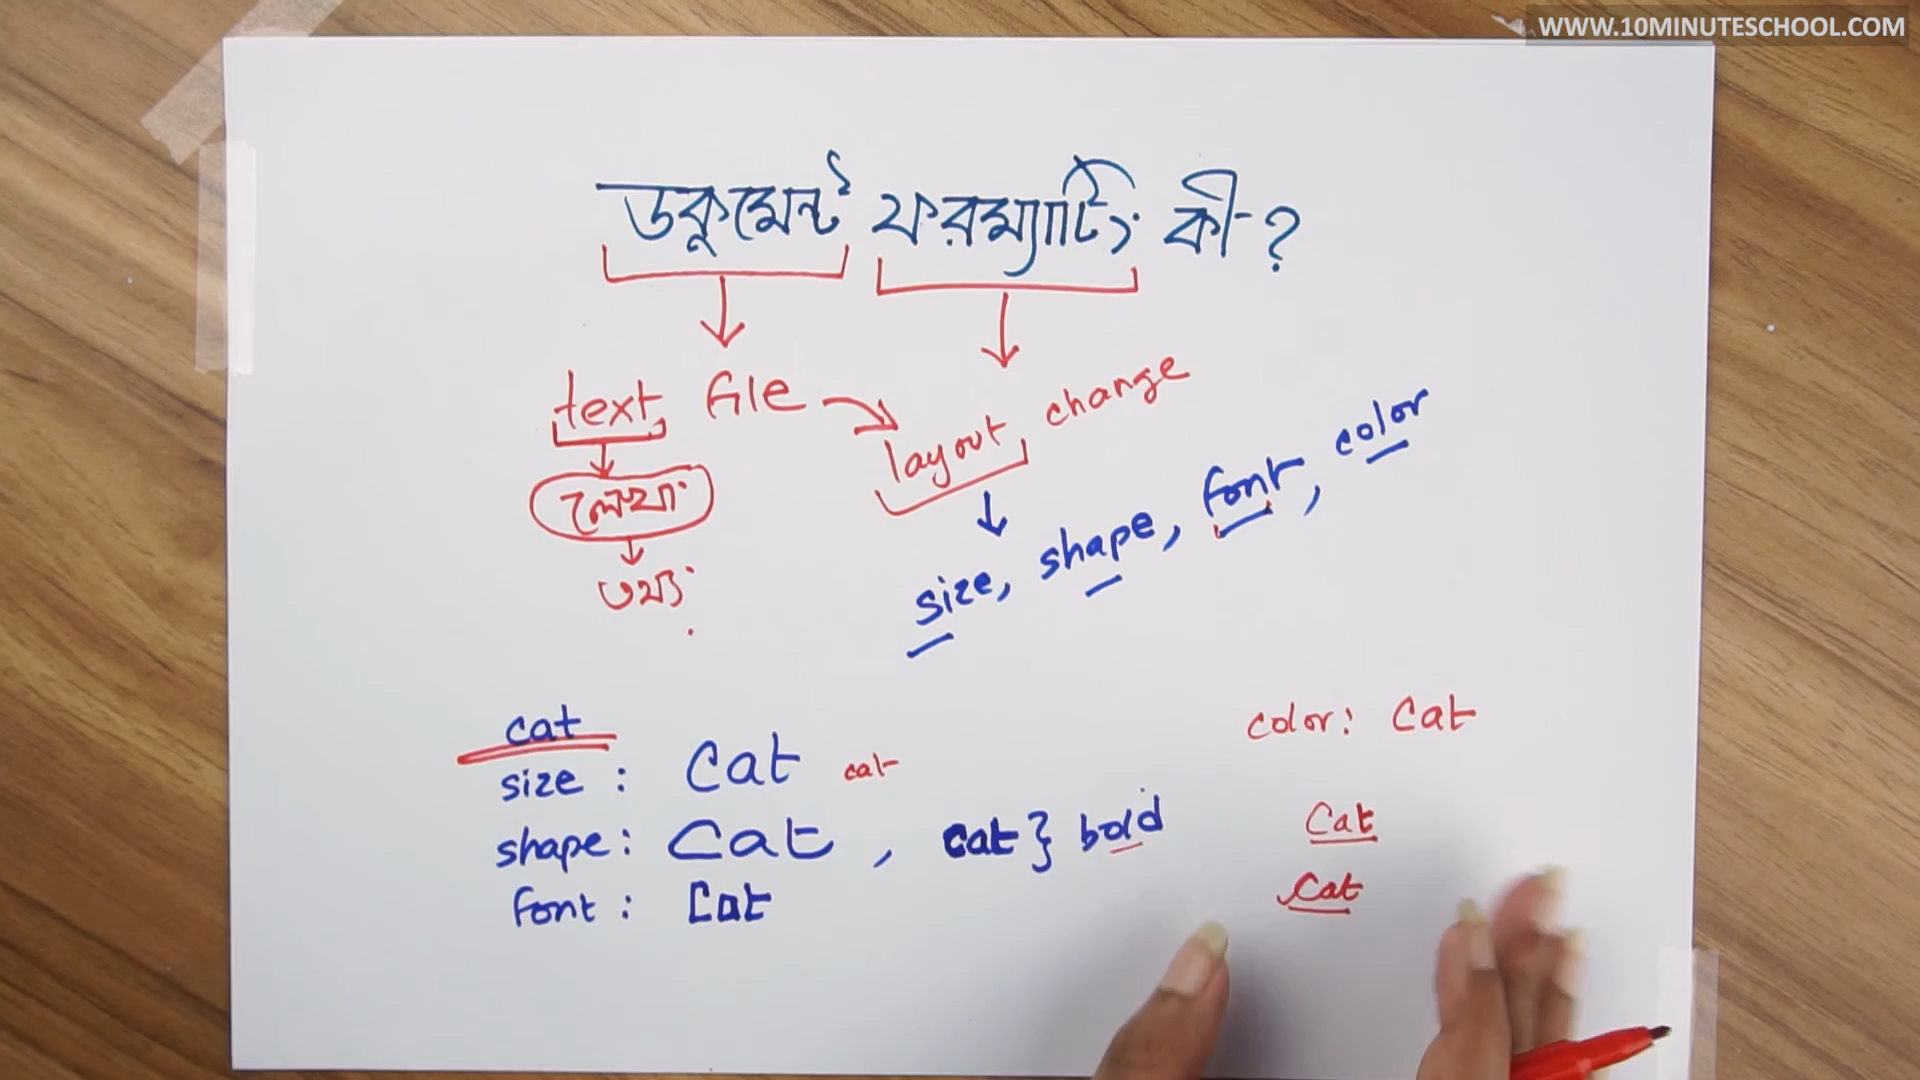 WWW.10MINUTESCHOOL.COM
ডকুমেন্ট ফরম্যাটিং কী?
text file
layout change
লেখা
তথ্য
size, shape, font, color
cat
size : cat cat
shape: cat , cat } bold
font : cat
color: cat
cat
cat